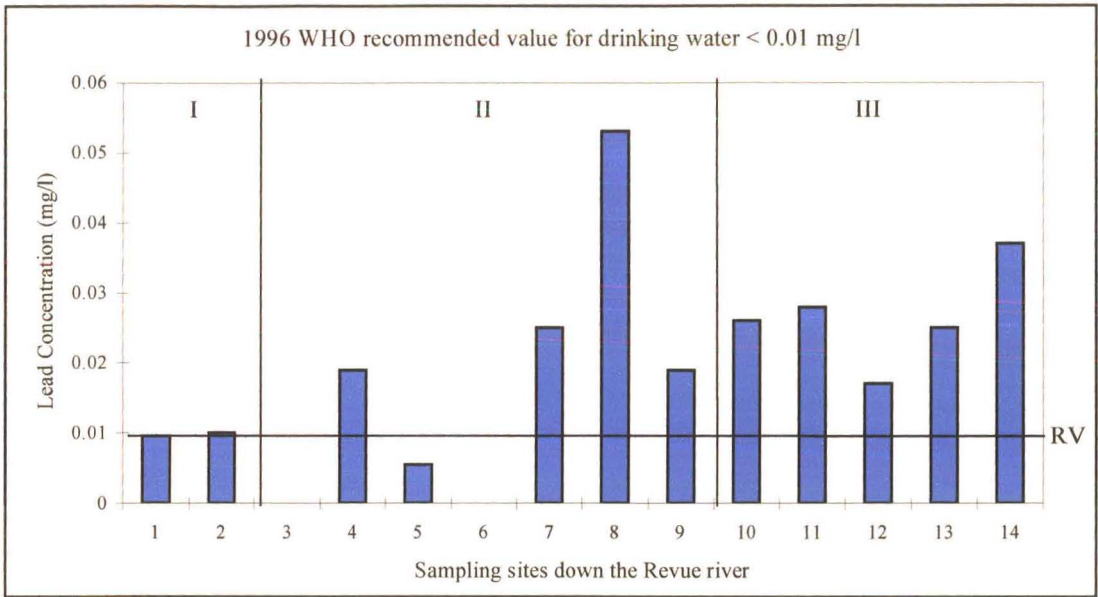 1996 WHO recommended value for drinking water < 0.01 mg/l
I II III
0.06
0.05
0.04
0.03
0.02
0.01
0
Lead Concentration (mg/l)
RV
1 2 3 4 5 6 7 8 9 10 11 12 13 14
Sampling sites down the Revue river